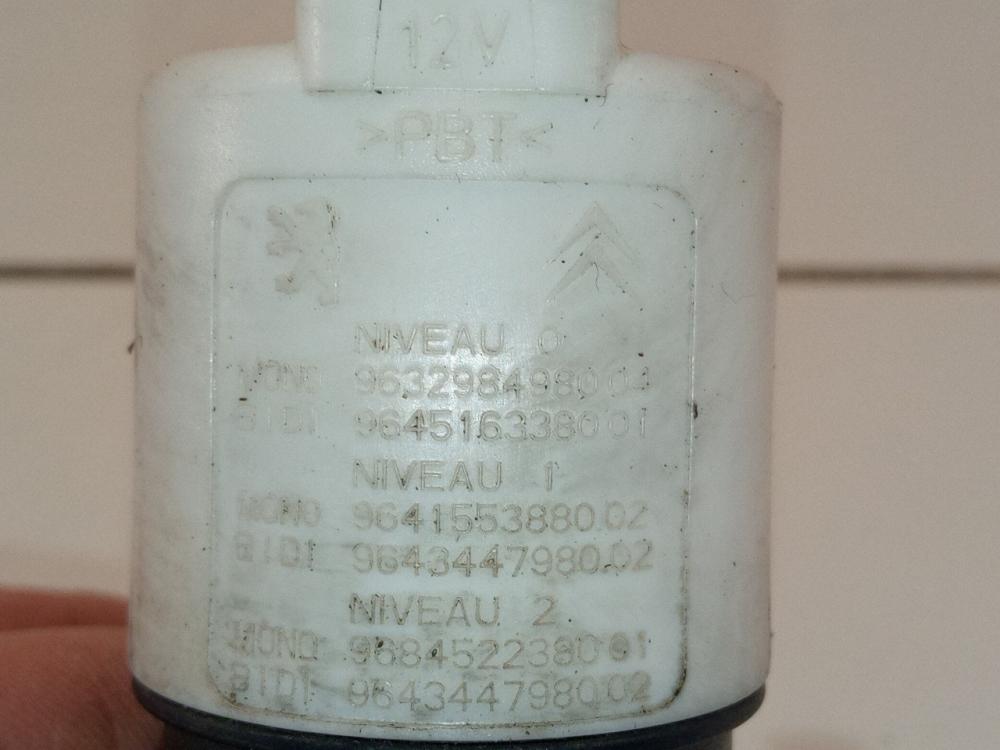 12V
>PBT<
NIVEAU 0
MONO 9632984980 04
BIDI 9645163380 01
NIVEAU 1
MONO 9641553880.02
BIDI 9643447980.02
NIVEAU 2
MONO 9684522380 01
BIDI 9643447980.02